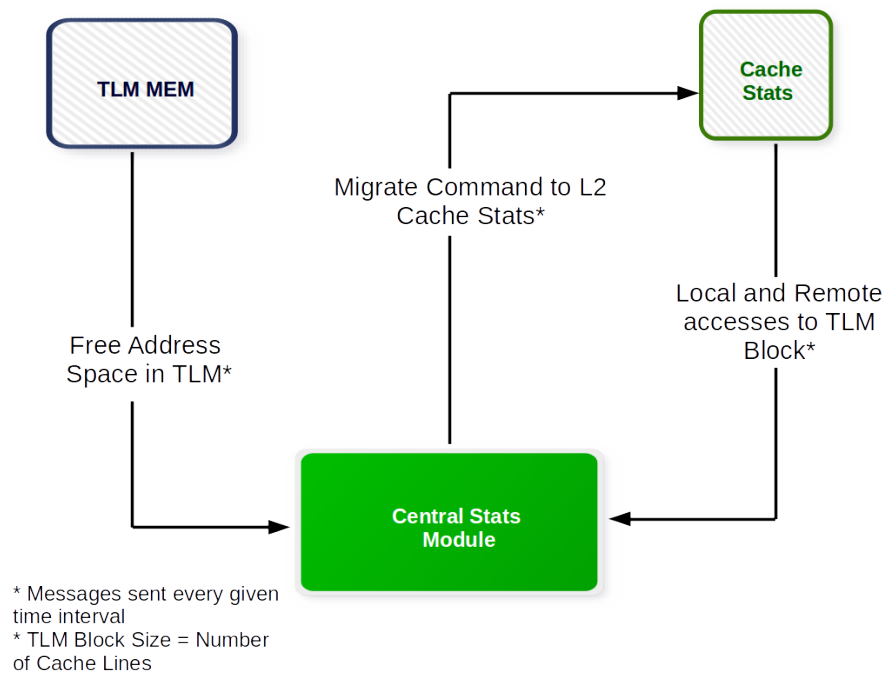 TLM MEM
Cache
Stats
Migrate Command to L2
Cache Stats*
Local and Remote
accesses to TLM
Block*
Free Address
Space in TLM*
Central Stats
Module
* Messages sent every given
time interval
* TLM Block Size = Number
of Cache Lines